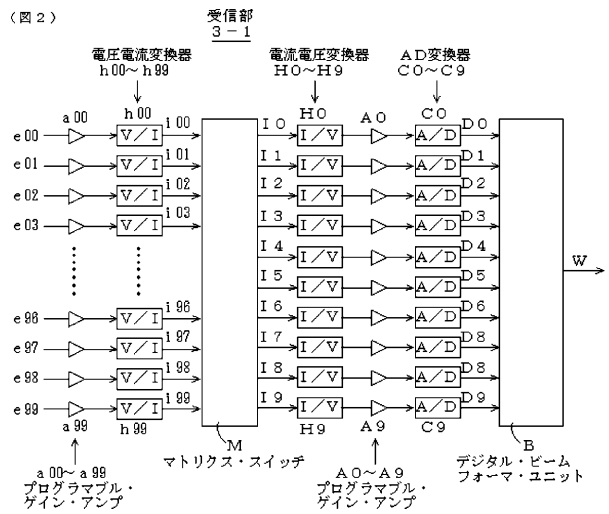 (図2)
受信部
3-1
電圧電流変換器
h00~h99
電流電圧変換器
H0~H9
AD変換器
C0~C9
a00 h00 i00 I0 H0 A0 C0 D0
e00 V/I I/V A/D
e01 V/I i01 I1 I/V A/D D1
e02 V/I i02 I2 I/V A/D D2
e03 V/I i03 I3 I/V A/D D3
I4 I/V A/D D4
I5 I/V A/D D5
W
e96 V/I i96 I6 I/V A/D D6
e97 V/I i97 I7 I/V A/D D8
e98 V/I i98 I8 I/V A/D D8
e99 V/I i99 I9 I/V A/D D9
a99 h99 M H9 A9 C9 B
マトリクス・スイッチ
デジタル・ビーム
フォーマ・ユニット
a00~a99
プログラマブル・
ゲイン・アンプ
A0~A9
プログラマブル・
ゲイン・アンプ